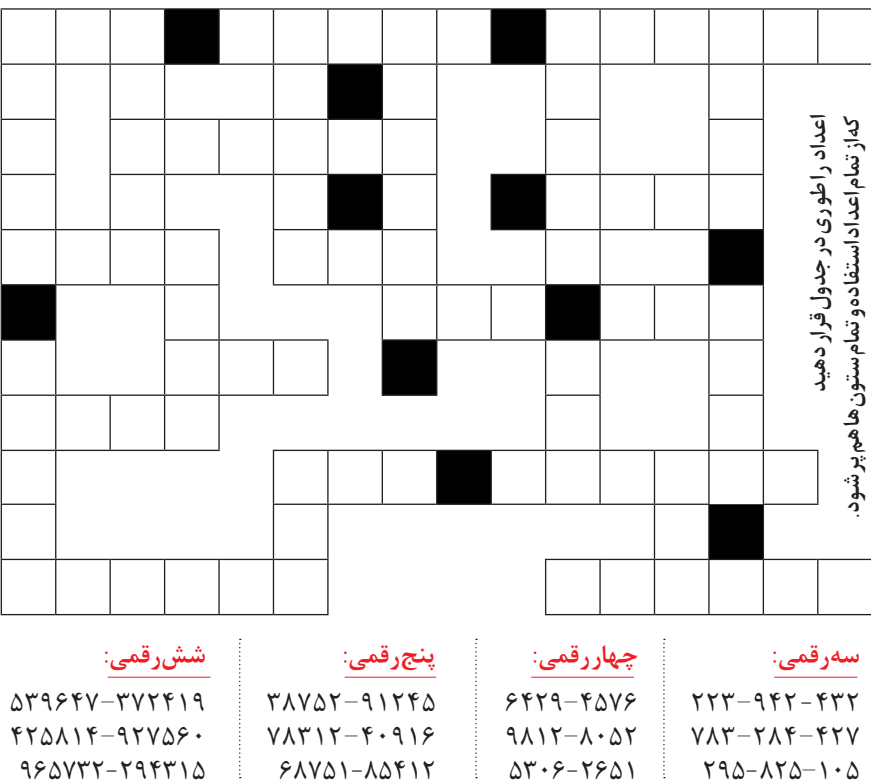 اعداد را طوری در جدول قرار دهید
که از تمام اعداد استفاده و تمام ستون ها هم پر شود.
سه‌رقمی:
۲۲۳-۹۴۲-۴۳۲
۷۸۳-۲۸۴-۴۲۷
۲۹۵-۸۲۵-۱۰۵
چهاررقمی:
۶۴۲۹-۴۵۷۶
۹۸۱۲-۸۰۵۲
۵۳۰۶-۲۶۵۱
پنج‌رقمی:
۳۸۷۵۲-۹۱۲۴۵
۷۸۳۱۲-۴۰۹۱۶
۶۸۷۵۱-۸۵۴۱۲
شش‌رقمی:
۵۳۹۶۴۷-۳۷۲۴۱۹
۴۲۵۸۱۴-۹۲۷۵۶۰
۹۶۵۷۳۲-۲۹۴۳۱۵